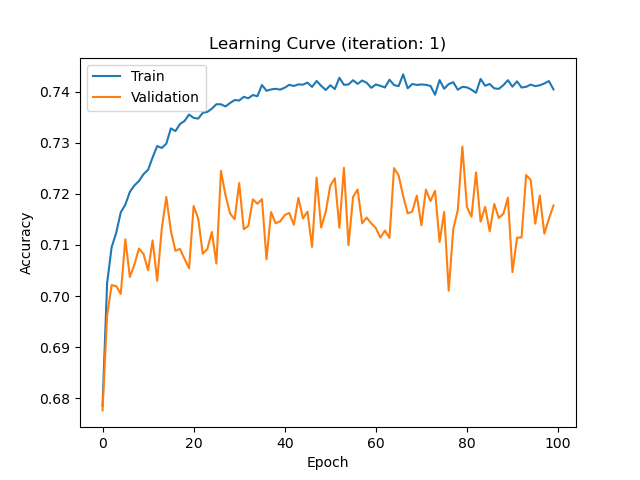 Learning Curve (iteration: 1)
Train
Validation
0.74
0.73
0.72
0.71
0.70
0.69
0.68
Accuracy
0 20 40 60 80 100
Epoch